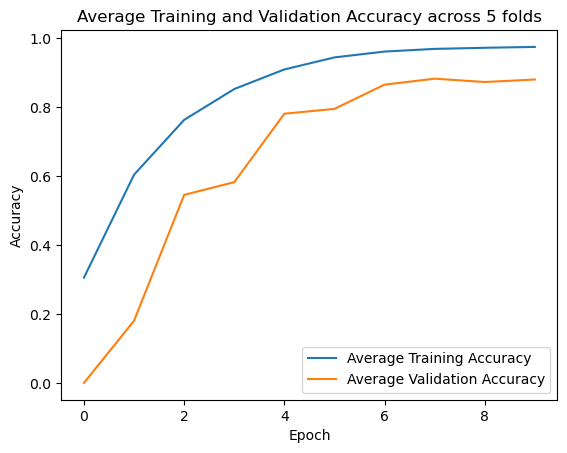 Average Training and Validation Accuracy across 5 folds
1.0
0.8
0.6
0.4
0.2
0.0
Accuracy
0 2 4 6 8
Epoch
Average Training Accuracy
Average Validation Accuracy